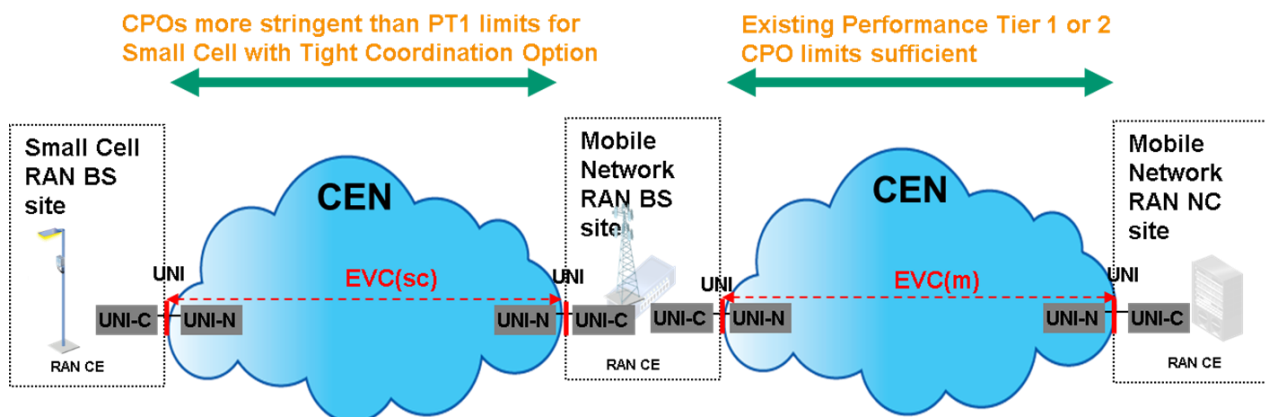 CPOs more stringent than PT1 limits for
Small Cell with Tight Coordination Option
Existing Performance Tier 1 or 2
CPO limits sufficient
Small Cell
RAN BS
site
CEN
Mobile
Network
RAN BS
site
CEN
Mobile
Network
RAN NC
site
UNI
EVC(sc)
UNI
UNI
EVC(m)
UNI
UNI-C
UNI-N
UNI-N
UNI-C
UNI-C
UNI-N
UNI-N
UNI-C
RAN CE
RAN CE
RAN CE